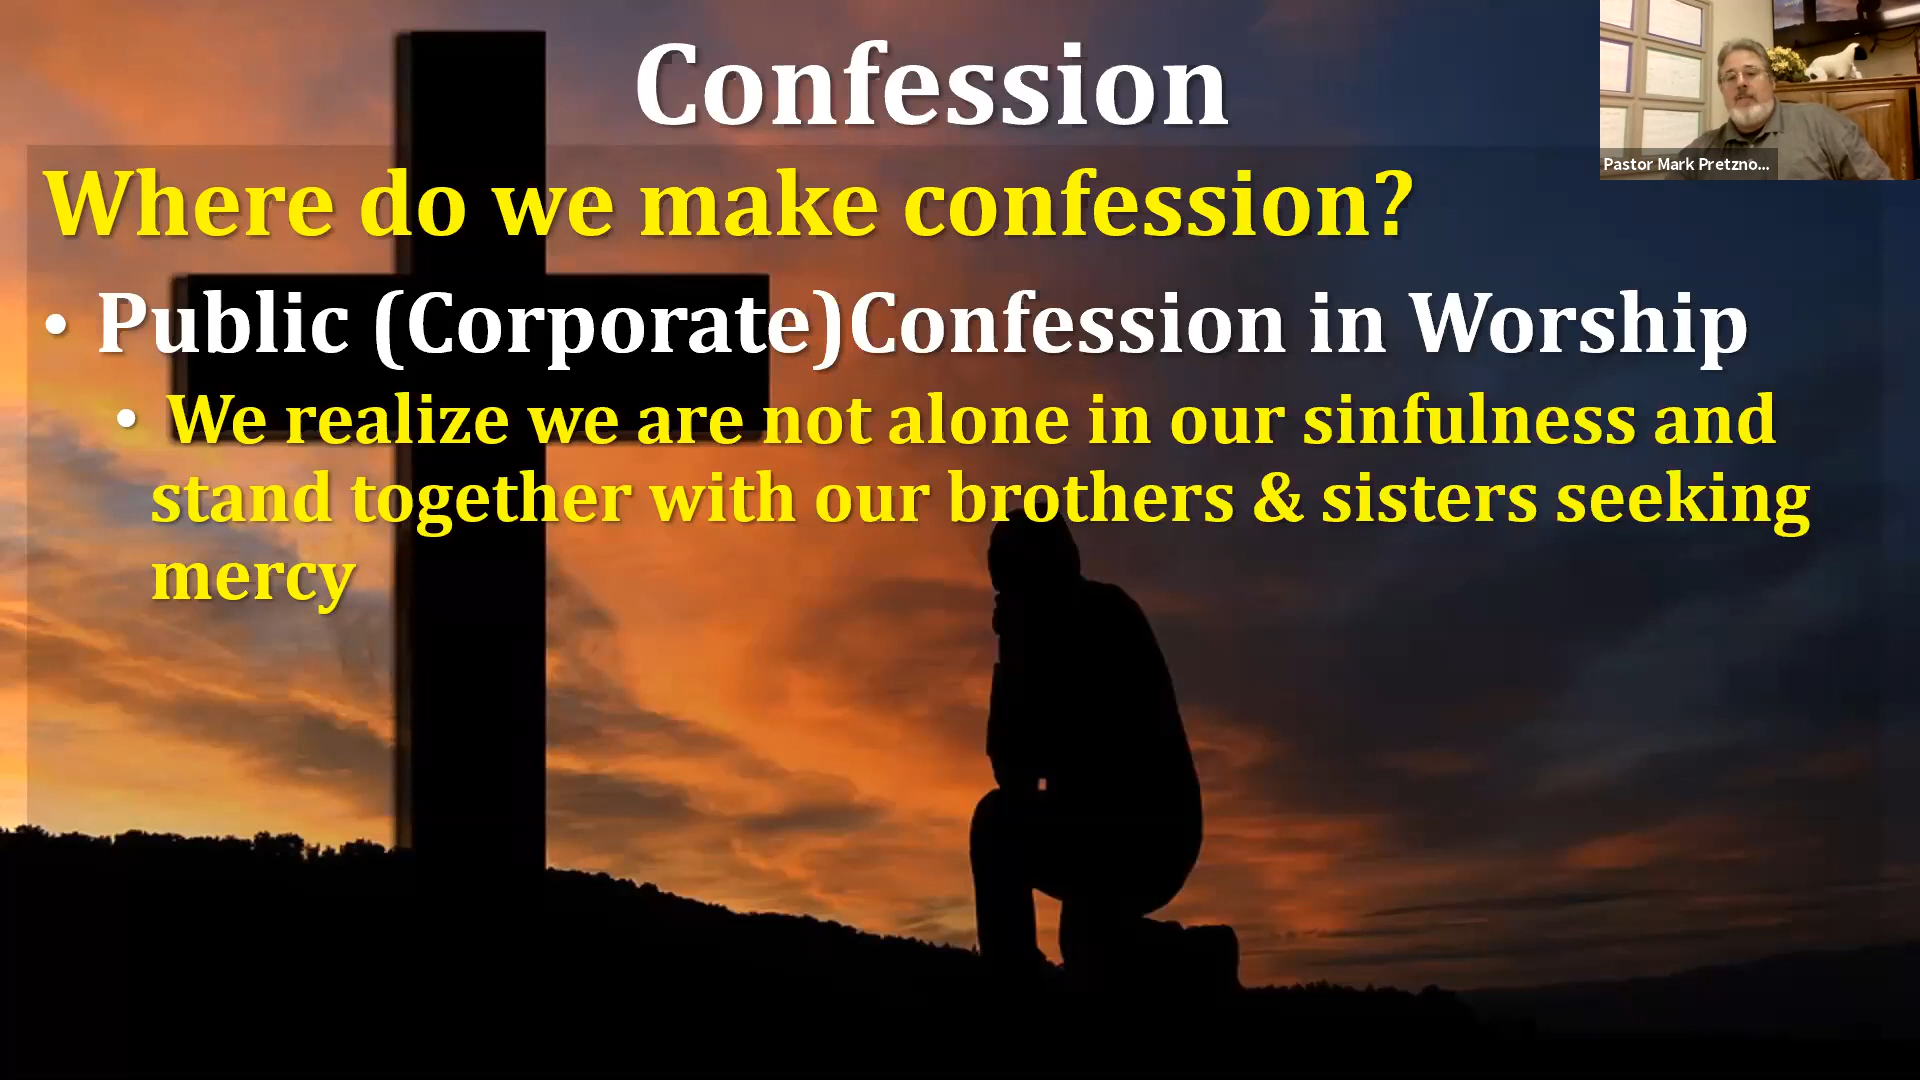 Confession
Pastor Mark Pretzno...
Where do we make confession?
• Public (Corporate)Confession in Worship
• We realize we are not alone in our sinfulness and
stand together with our brothers & sisters seeking
mercy